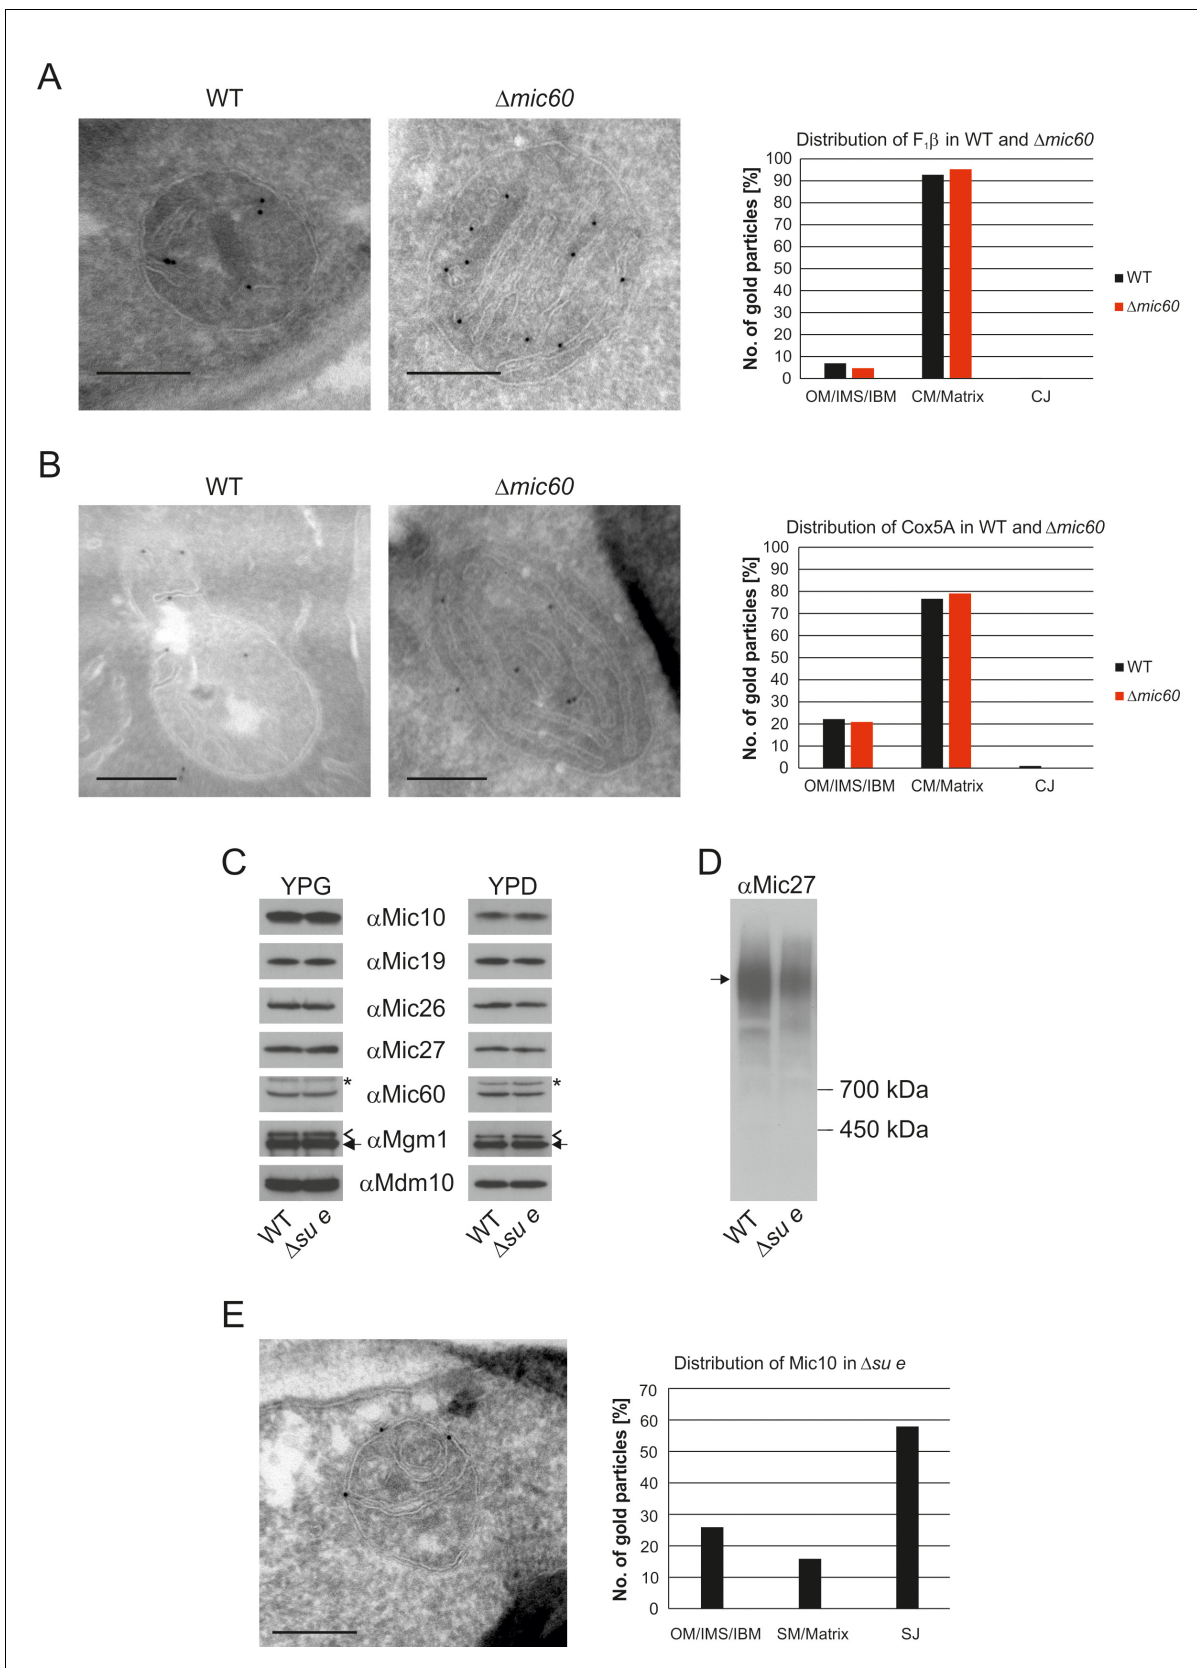 A
WT
Δmic60
Distribution of F₁β in WT and Δmic60
No. of gold particles [%]
100
90
80
70
60
50
40
30
20
10
0
OM/IMS/IBM CM/Matrix CJ
WT
Δmic60
B
WT
Δmic60
Distribution of Cox5A in WT and Δmic60
No. of gold particles [%]
100
90
80
70
60
50
40
30
20
10
0
OM/IMS/IBM CM/Matrix CJ
WT
Δmic60
C
YPG YPD
αMic10
αMic19
αMic26
αMic27
* αMic60 *
αMgm1
αMdm10
WT Δsu e WT Δsu e
D
αMic27
700 kDa
450 kDa
WT Δsu e
E
Distribution of Mic10 in Δsu e
No. of gold particles [%]
70
60
50
40
30
20
10
0
OM/IMS/IBM SM/Matrix SJ